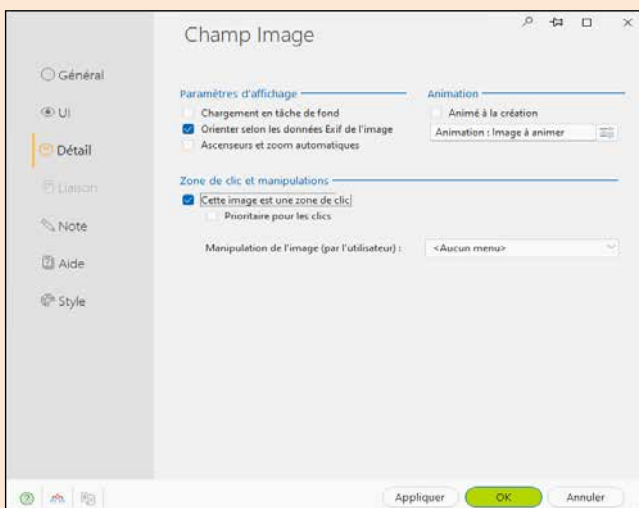 Champ Image
Général
UI
Détail
Liaison
Note
Aide
Style
Paramètres d'affichage
Chargement en tâche de fond
Orienter selon les données Exif de l'image
Ascenseurs et zoom automatiques
Animation
Animé à la création
Animation : Image à animer
Zone de clic et manipulations
Cette image est une zone de clic
Prioritaire pour les clics
Manipulation de l'image (par l'utilisateur) : <Aucun menu>
Appliquer OK Annuler